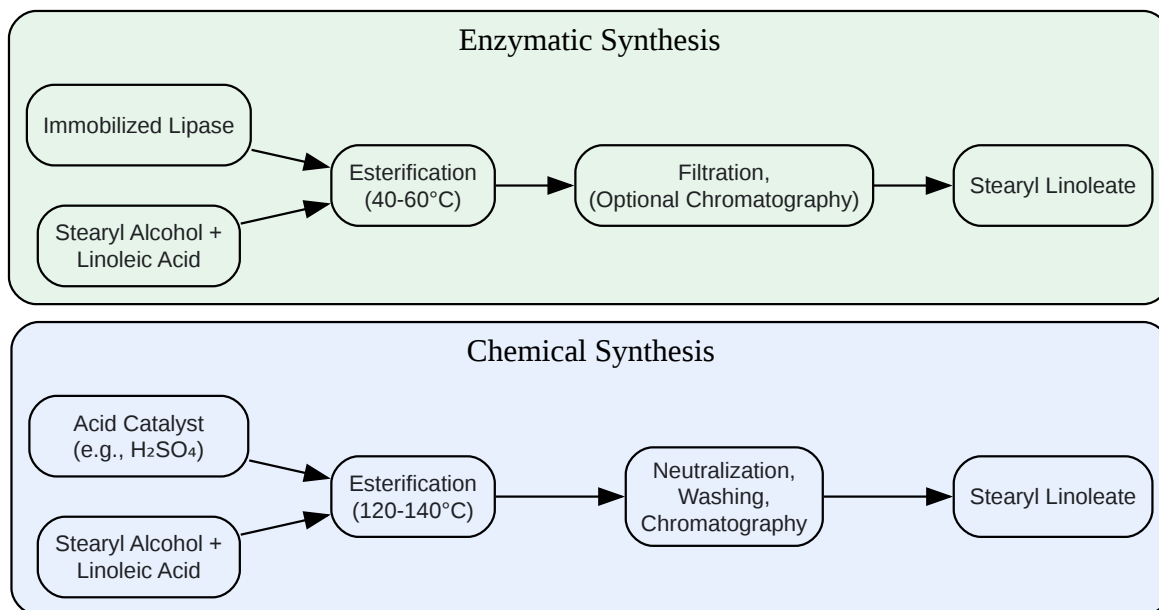 Enzymatic Synthesis
Immobilized Lipase
Stearyl Alcohol +
Linoleic Acid
Esterification
(40-60°C)
Filtration,
(Optional Chromatography)
Stearyl Linoleate
Chemical Synthesis
Acid Catalyst
(e.g., H₂SO₄)
Stearyl Alcohol +
Linoleic Acid
Esterification
(120-140°C)
Neutralization,
Washing,
Chromatography
Stearyl Linoleate